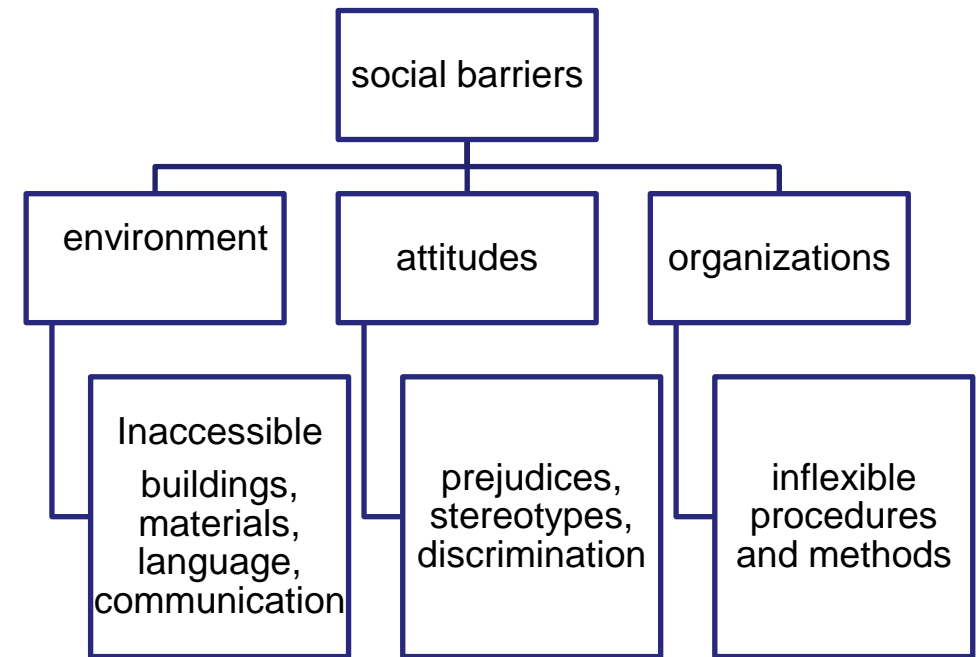 social barriers
environment
attitudes
organizations
Inaccessible
buildings,
materials,
language,
communication
prejudices,
stereotypes,
discrimination
inflexible
procedures
and methods